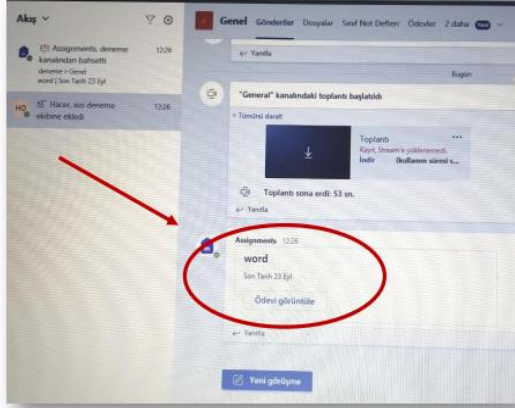 Akış
Assignments, deneme
12:26
kanalından bahsetti
deneme > Genel
word | Son Tarih 23 Eyl
HO
Hacer, sizi deneme
12:26
ekibine ekledi
Genel Gönderiler Dosyalar Sınıf Not Defteri Ödevler 2 daha
Yanıtla
Bugün
"General" kanalındaki toplantı başlatıldı
Tümünü daralt
Toplantı
Kayıt, Stream'e yüklenemedi.
İndir (kullanım süresi s...
Toplantı sona erdi: 53 sn.
Yanıtla
Assignments 12:26
word
Son Tarih 23 Eyl
Ödevi görüntüle
Yanıtla
Yeni görüşme